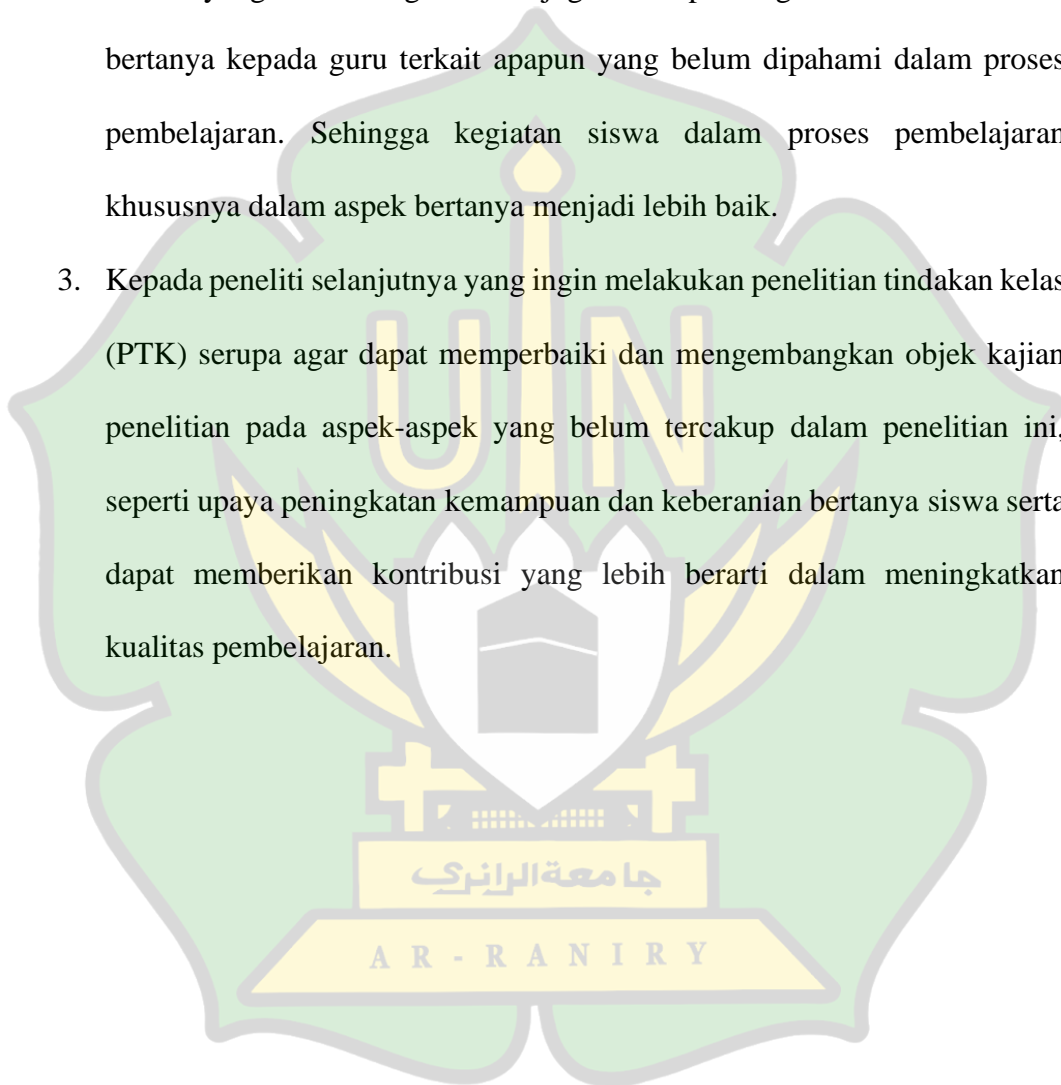 bertanya kepada guru terkait apapun yang belum dipahami dalam proses
pembelajaran. Sehingga kegiatan siswa dalam proses pembelajaran
khususnya dalam aspek bertanya menjadi lebih baik.
3. Kepada peneliti selanjutnya yang ingin melakukan penelitian tindakan kelas
(PTK) serupa agar dapat memperbaiki dan mengembangkan objek kajian
penelitian pada aspek-aspek yang belum tercakup dalam penelitian ini,
seperti upaya peningkatan kemampuan dan keberanian bertanya siswa serta
dapat memberikan kontribusi yang lebih berarti dalam meningkatkan
kualitas pembelajaran.
UIN
جامعةالرانري
AR-RANIRY